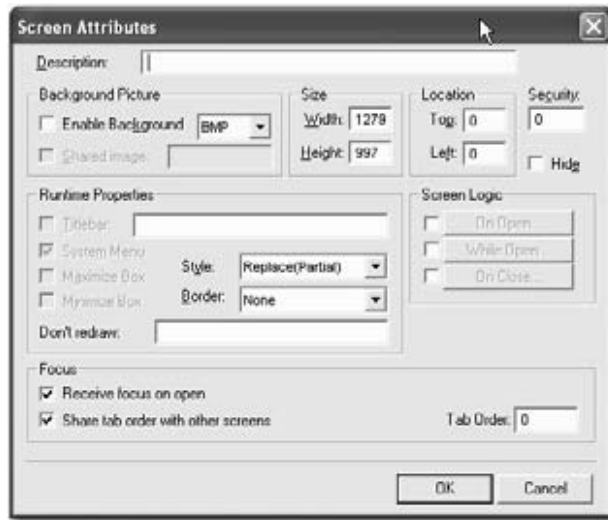 Screen Attributes
Description:
Background Picture
Enable Background BMP
Shared image:
Size
Width: 1279
Height: 997
Location
Top: 0
Left: 0
Security:
0
Hide
Runtime Properties
Titlebar:
System Menu
Maximize Box
Minimize Box
Style: Replace(Partial)
Border: None
Don't redraw:
Screen Logic
On Open
While Open...
On Close...
Focus
Receive focus on open
Share tab order with other screens
Tab Order: 0
OK
Cancel